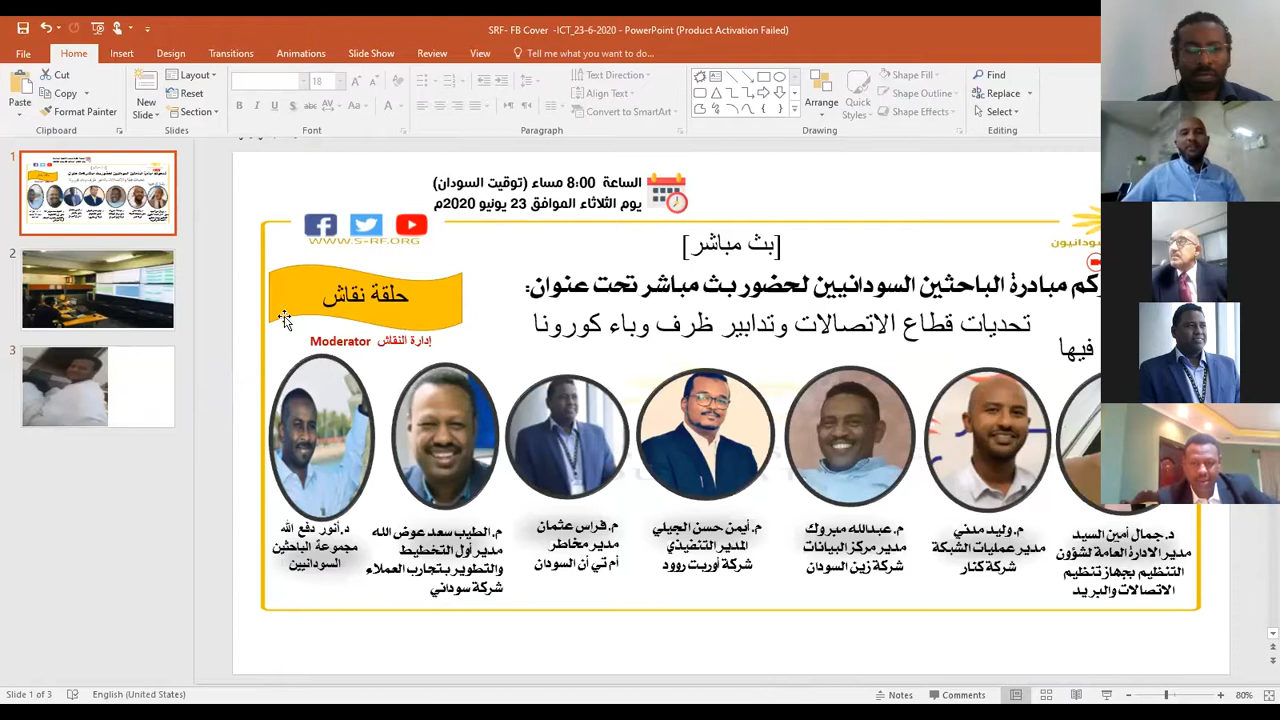 SRF- FB Cover -ICT_23-6-2020 - PowerPoint (Product Activation Failed)
File Home Insert Design Transitions Animations Slide Show Review View Tell me what you want to do...
Paste Cut Copy Format Painter Clipboard
New Slide Layout Reset Section Slides
18 Font
Text Direction Align Text Convert to SmartArt Paragraph
Arrange Quick Styles Shape Fill Shape Outline Shape Effects Drawing
Find Replace Select Editing
1
2
3
الساعة 8:00 مساء (توقيت السودان)
يوم الثلاثاء الموافق 23 يونيو 2020م
WWW.S-RF.ORG
سودانيون
[بث مباشر]
كم مبادرة الباحثين السودانيين لحضور بث مباشر تحت عنوان:
حلقة نقاش
تحديات قطاع الاتصالات وتدابير ظرف وباء كورونا
فيها
إدارة النقاش Moderator
د. جمال أمين السيد
مدير الادارة العامة لشؤون
التنظيم بجهاز تنظيم
الاتصالات والبريد
م. وليد مدني
مدير عمليات الشبكة
شركة كنار
م. عبدالله مبروك
مدير مركز البيانات
شركة زين السودان
م. أيمن حسن الجيلي
المدير التنفيذي
شركة أوربت روود
م. فراس عثمان
مدير مخاطر
أم تي أن السودان
م. الطيب سعد عوض الله
مدير أول التخطيط
والتطوير بتجارب العملاء
شركة سوداني
د. أنور دفع الله
مجموعة الباحثين
السودانيين
Slide 1 of 3 English (United States) Notes Comments 80%